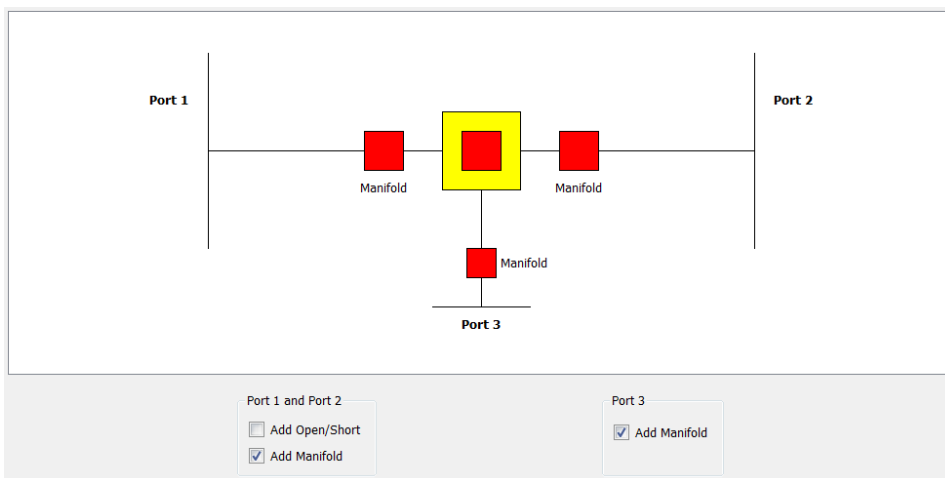 Port 1
Port 2
Manifold
Manifold
Manifold
Port 3
Port 1 and Port 2
Add Open/Short
Add Manifold
Port 3
Add Manifold